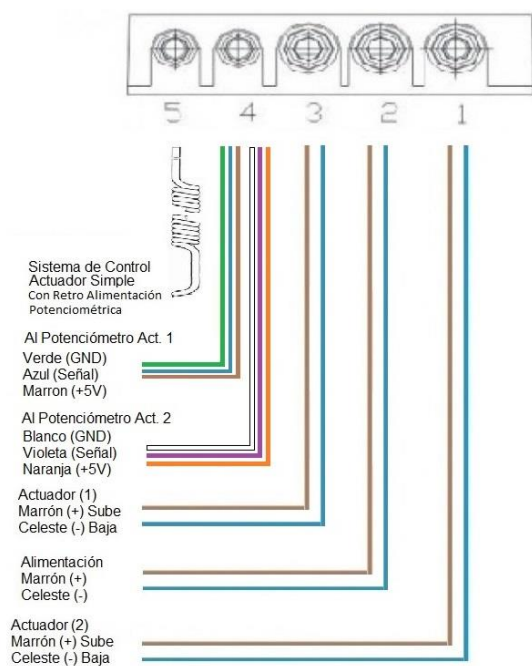 5 4 3 2 1
Sistema de Control
Actuador Simple
Con Retro Alimentación
Potenciométrica
Al Potenciómetro Act. 1
Verde (GND)
Azul (Señal)
Marron (+5V)
Al Potenciómetro Act. 2
Blanco (GND)
Violeta (Señal)
Naranja (+5V)
Actuador (1)
Marrón (+) Sube
Celeste (-) Baja
Alimentación
Marrón (+)
Celeste (-)
Actuador (2)
Marrón (+) Sube
Celeste (-) Baja